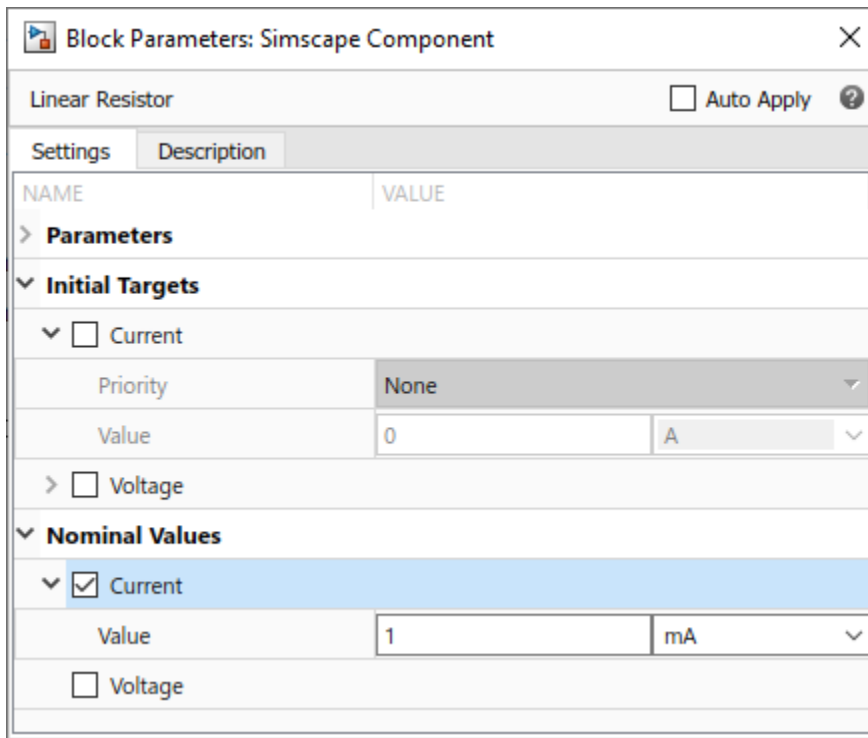 Block Parameters: Simscape Component
Linear Resistor Auto Apply
Settings Description
NAME VALUE
Parameters
Initial Targets
Current
Priority None
Value 0 A
Voltage
Nominal Values
Current
Value 1 mA
Voltage